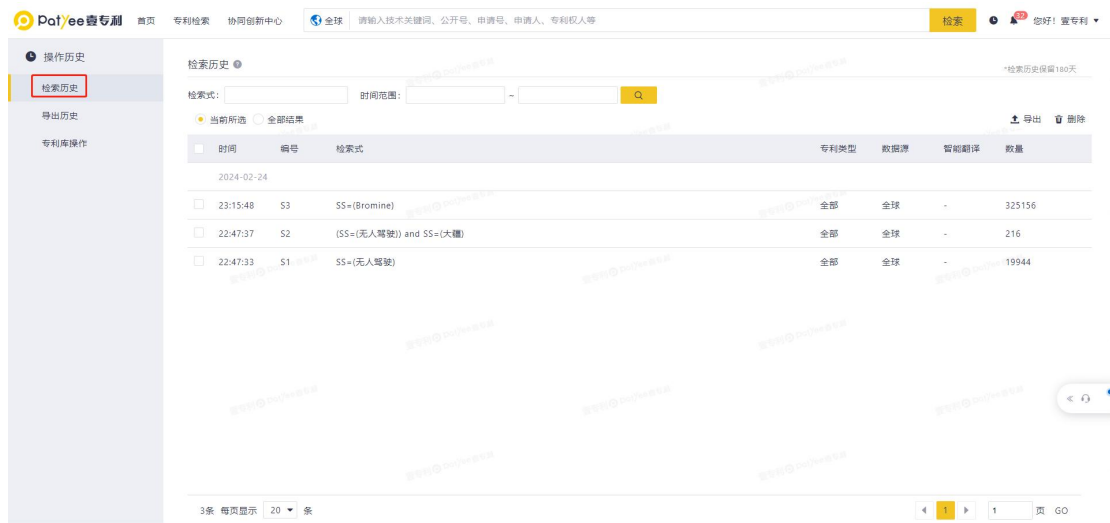 Patyee壹专利 首页 专利检索 协同创新中心 全球 请输入技术关键词、公开号、申请号、申请人、专利权人等 检索 32 您好！壹专利
操作历史
检索历史
导出历史
专利库操作
检索历史
*检索历史保留180天
检索式： 时间范围： ~
当前所选 全部结果 导出 删除
时间 编号 检索式 专利类型 数据源 智能翻译 数量
2024-02-24
23:15:48 S3 SS=(Bromine) 全部 全球 - 325156
22:47:37 S2 (SS=(无人驾驶)) and SS=(大疆) 全部 全球 - 216
22:47:33 S1 SS=(无人驾驶) 全部 全球 - 19944
3条 每页显示 20 条 1 1 页 GO